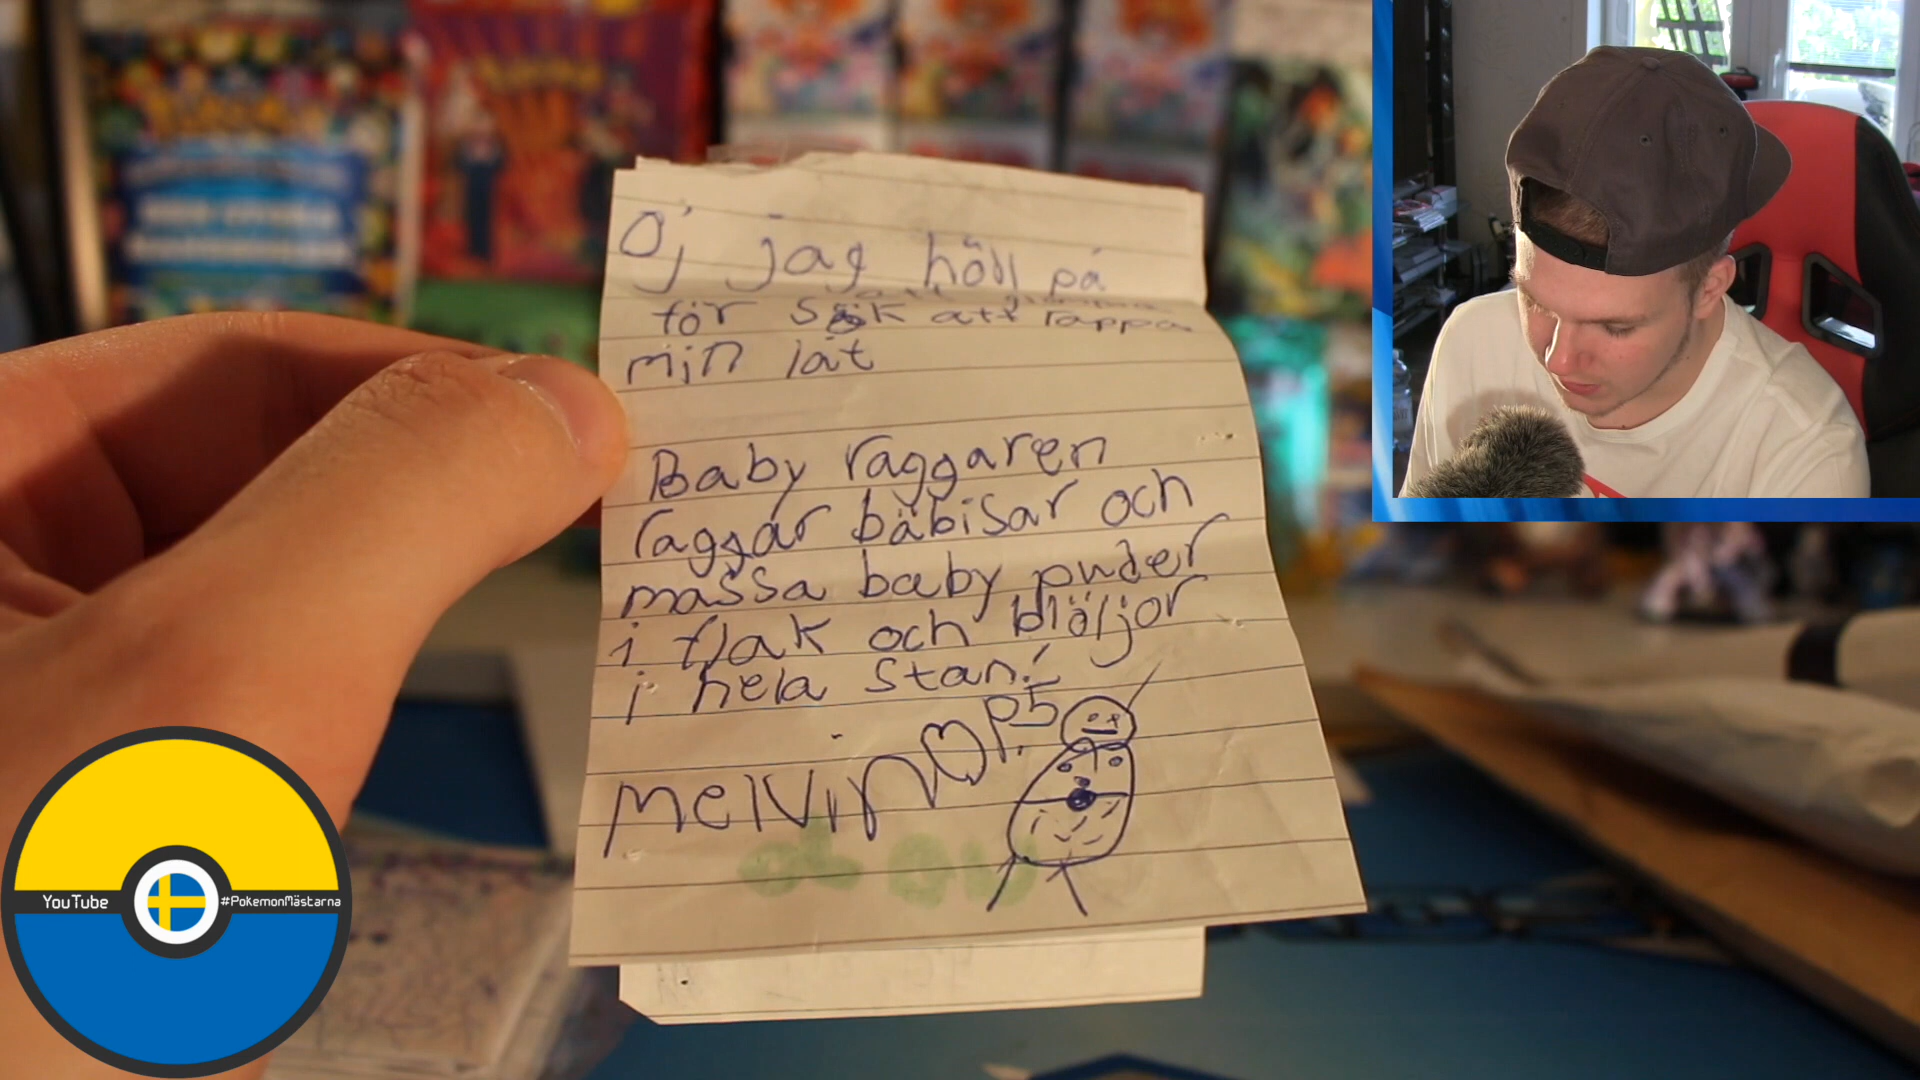 Oj jag höll på
för sök att rappa
min låt
Baby raggaren
raggar bäbisar och
massa baby puder
i flak och blöljor
i hela stan!
melvin
YouTube
#PokemonMästarna